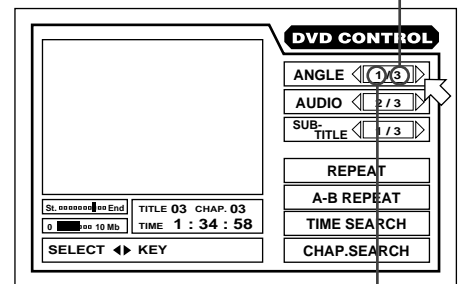 DVD CONTROL
ANGLE 1/3
AUDIO 2 / 3
SUB-TITLE 1 / 3
REPEAT
A-B REPEAT
TIME SEARCH
CHAP.SEARCH
St. End
0 10 Mb
TITLE 03 CHAP. 03
TIME 1 : 34 : 58
SELECT ◀▶ KEY